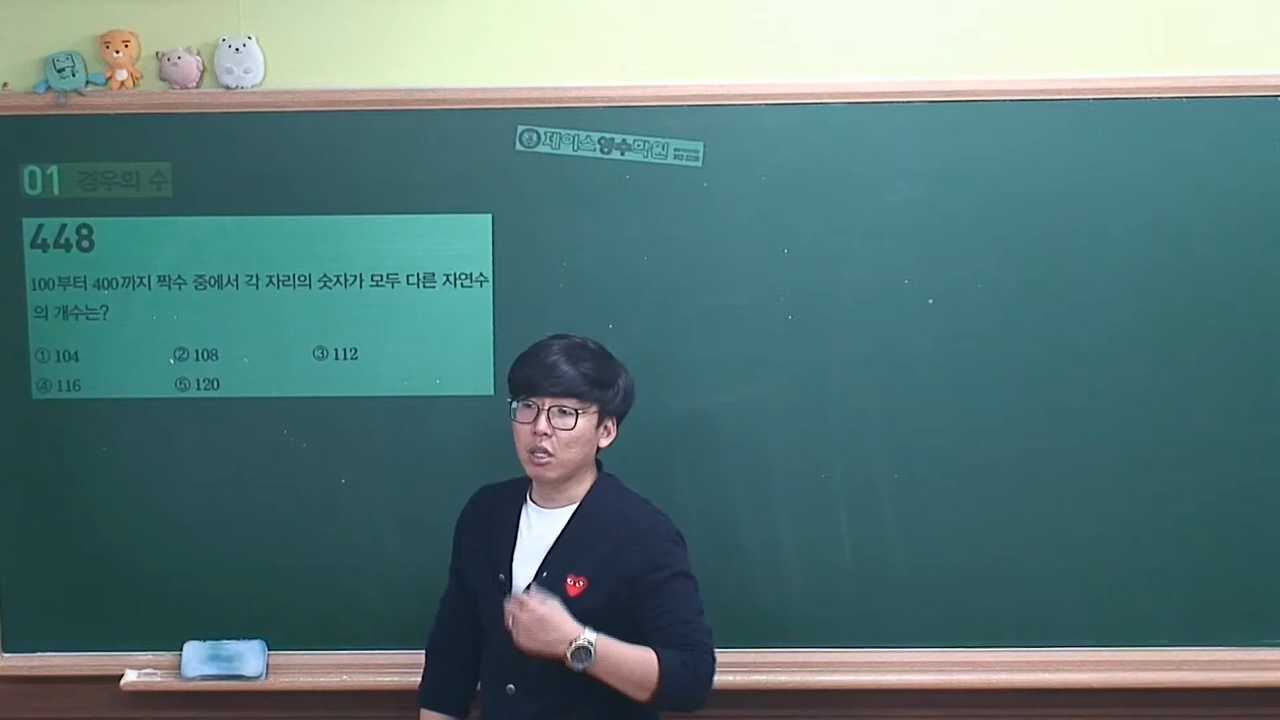 제이스영수학원
01 경우의 수
448
100부터 400까지 짝수 중에서 각 자리의 숫자가 모두 다른 자연수
의 개수는?
① 104 ② 108 ③ 112
④ 116 ⑤ 120